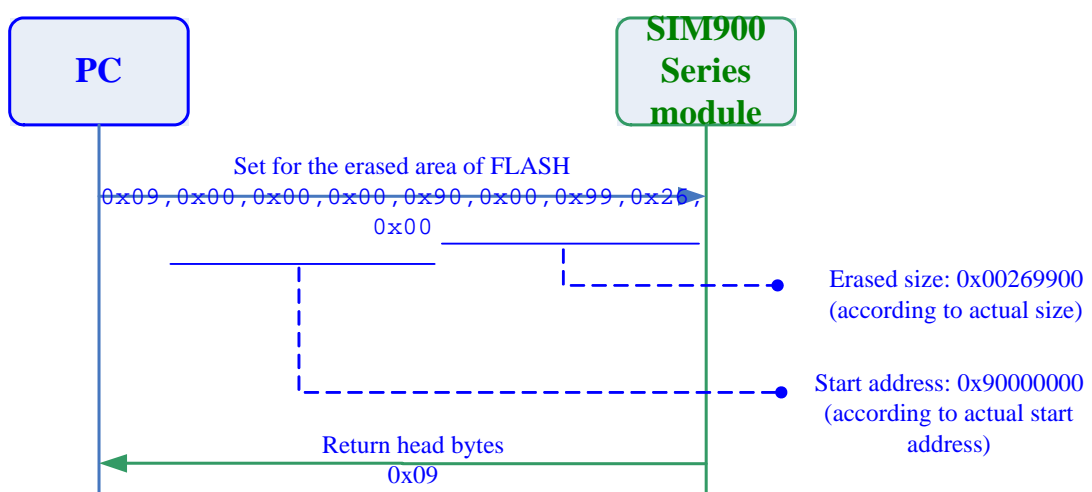 PC
SIM900
Series
module
Set for the erased area of FLASH
0x09,0x00,0x00,0x00,0x90,0x00,0x99,0x26,
0x00
Erased size: 0x00269900
(according to actual size)
Start address: 0x90000000
(according to actual start
address)
Return head bytes
0x09